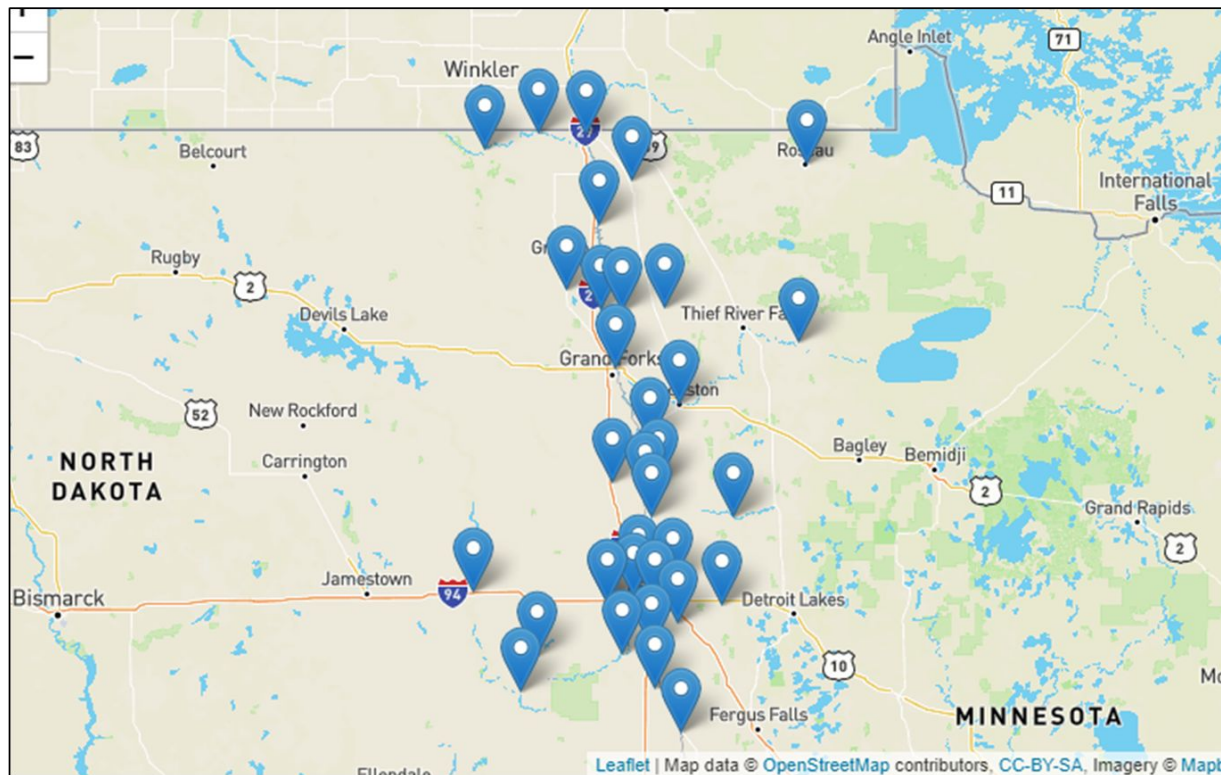 −
Angle Inlet
71
Winkler
83
Belcourt
11
International
Falls
Rugby
2
Devils Lake
Thief River Fa
Grand Forks
52
New Rockford
Carrington
NORTH
DAKOTA
Bagley
Bemidji
2
Grand Rapids
2
Jamestown
94
Bismarck
Detroit Lakes
10
Fergus Falls
MINNESOTA
Leaflet | Map data © OpenStreetMap contributors, CC-BY-SA, Imagery © Mapb